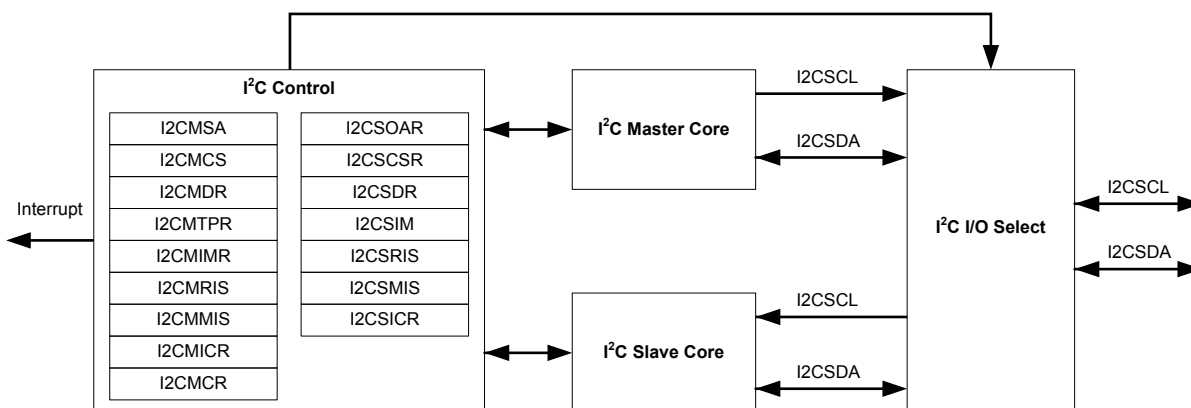 I²C Control
I2CMSA
I2CMCS
I2CMDR
I2CMTPR
I2CMIMR
I2CMRIS
I2CMMIS
I2CMICR
I2CMCR
I2CSOAR
I2CSCSR
I2CSDR
I2CSIM
I2CSRIS
I2CSMIS
I2CSICR
Interrupt
I²C Master Core
I2CSCL
I2CSDA
I²C Slave Core
I2CSCL
I2CSDA
I²C I/O Select
I2CSCL
I2CSDA